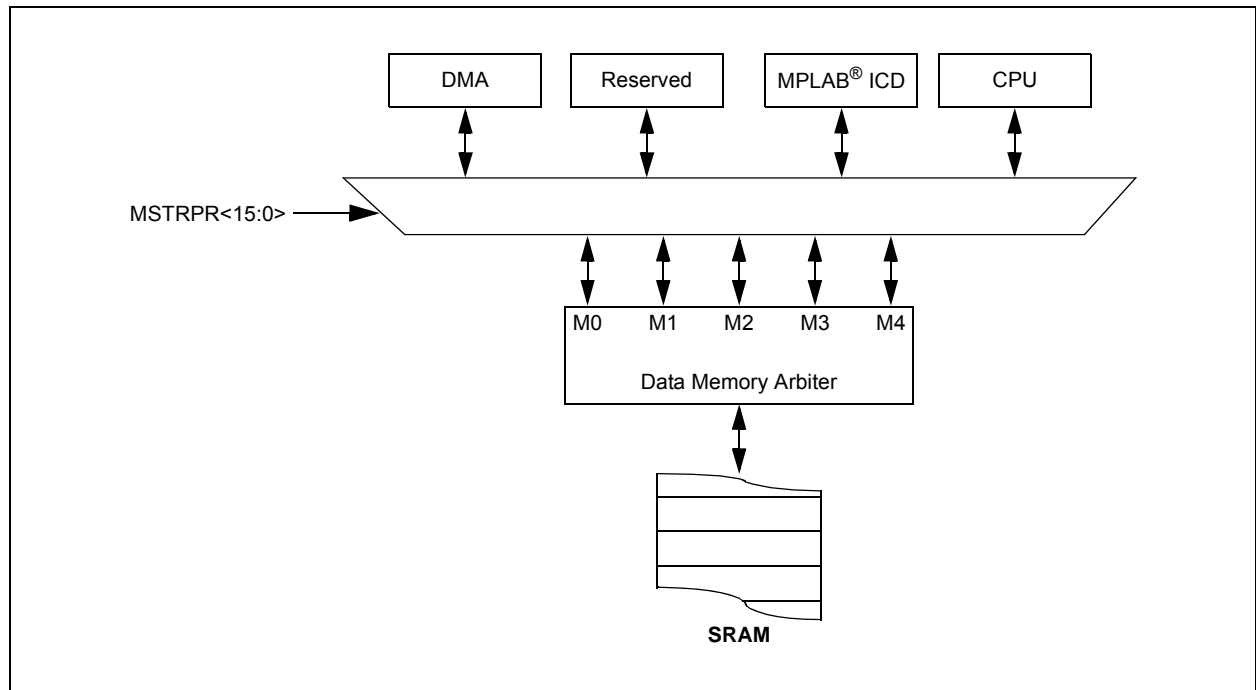 DMA
Reserved
MPLAB® ICD
CPU
MSTRPR<15:0>
M0
M1
M2
M3
M4
Data Memory Arbiter
SRAM